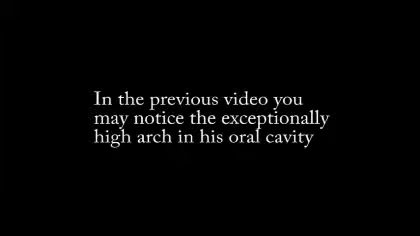 In the previous video you
may notice the exceptionally
high arch in his oral cavity